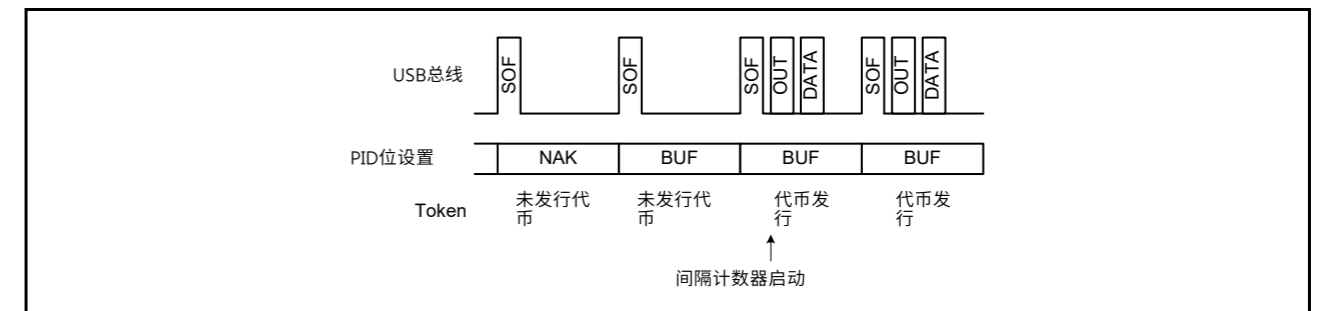 USB总线
SOF
SOF
SOF
OUT
DATA
SOF
OUT
DATA
PID位设置
NAK
BUF
BUF
BUF
Token
未发行代
币
未发行代
币
代币发
行
代币发
行
间隔计数器启动